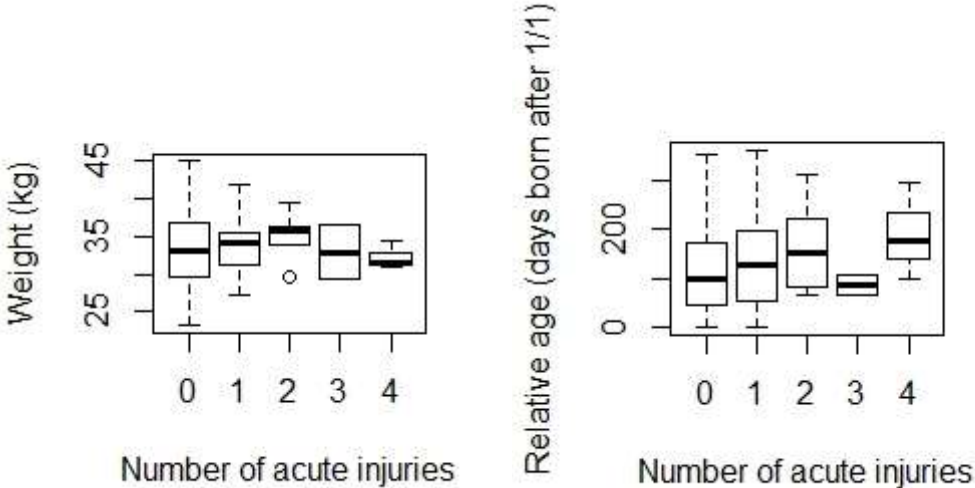 Weight (kg)
45
35
25
0 1 2 3 4
Number of acute injuries
Relative age (days born after 1/1)
200
0
0 1 2 3 4
Number of acute injuries